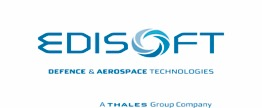 EDISOFT
DEFENCE & AEROSPACE TECHNOLOGIES
A THALES Group Company